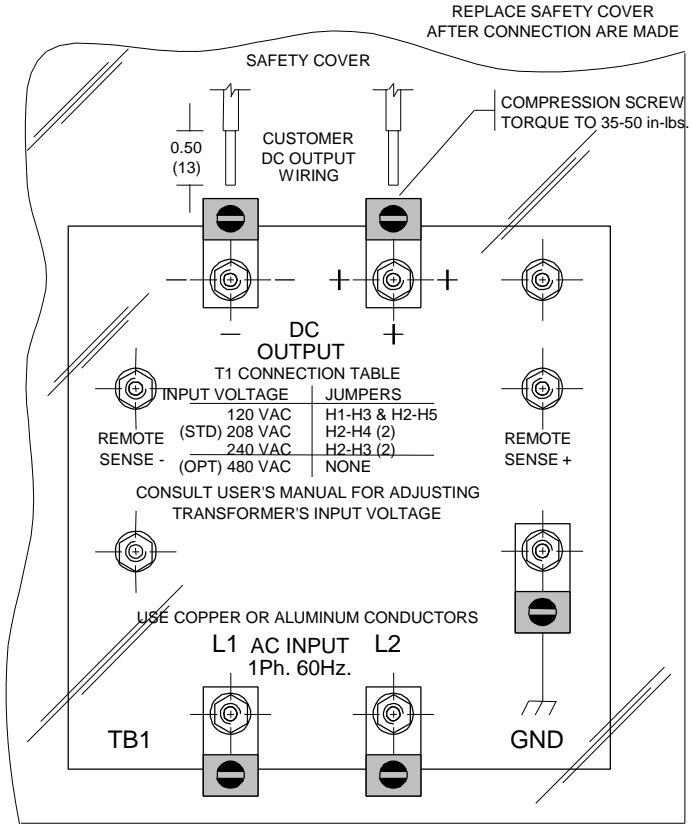 REPLACE SAFETY COVER
AFTER CONNECTION ARE MADE
SAFETY COVER
COMPRESSION SCREW
TORQUE TO 35-50 in-lbs.
0.50
(13)
CUSTOMER
DC OUTPUT
WIRING
— — + +
— +
DC
OUTPUT
T1 CONNECTION TABLE
INPUT VOLTAGE JUMPERS
120 VAC H1-H3 & H2-H5
(STD) 208 VAC H2-H4 (2)
240 VAC H2-H3 (2)
(OPT) 480 VAC NONE
REMOTE
SENSE -
REMOTE
SENSE +
CONSULT USER'S MANUAL FOR ADJUSTING
TRANSFORMER'S INPUT VOLTAGE
USE COPPER OR ALUMINUM CONDUCTORS
L1 AC INPUT L2
1Ph. 60Hz.
TB1
GND